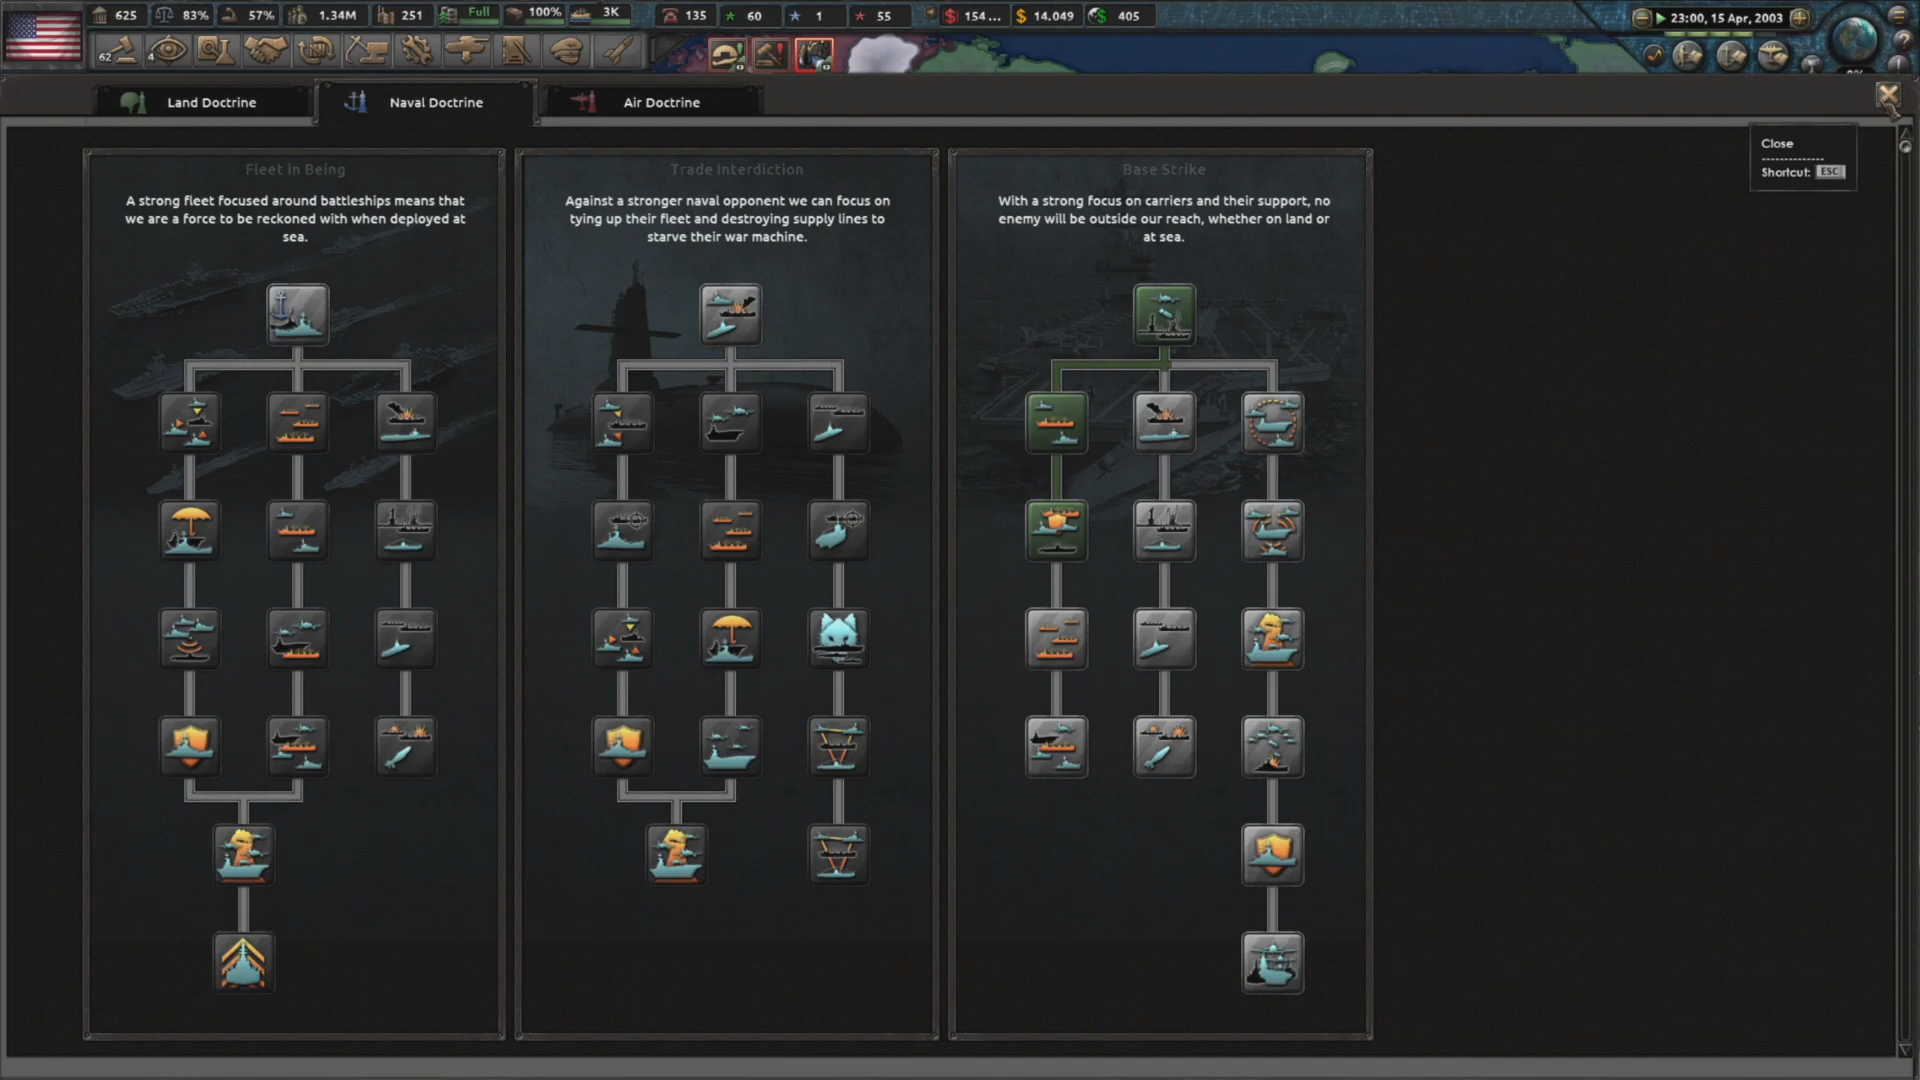 625 83% 57% 1.34M 251 Full 100% 3K 135 60 1 55 154... 14.049 405 23:00, 15 Apr, 2003
62 4
Land Doctrine Naval Doctrine Air Doctrine
Close
Shortcut: ESC
Fleet in Being
A strong fleet focused around battleships means that
we are a force to be reckoned with when deployed at
sea.
Trade Interdiction
Against a stronger naval opponent we can focus on
tying up their fleet and destroying supply lines to
starve their war machine.
Base Strike
With a strong focus on carriers and their support, no
enemy will be outside our reach, whether on land or
at sea.